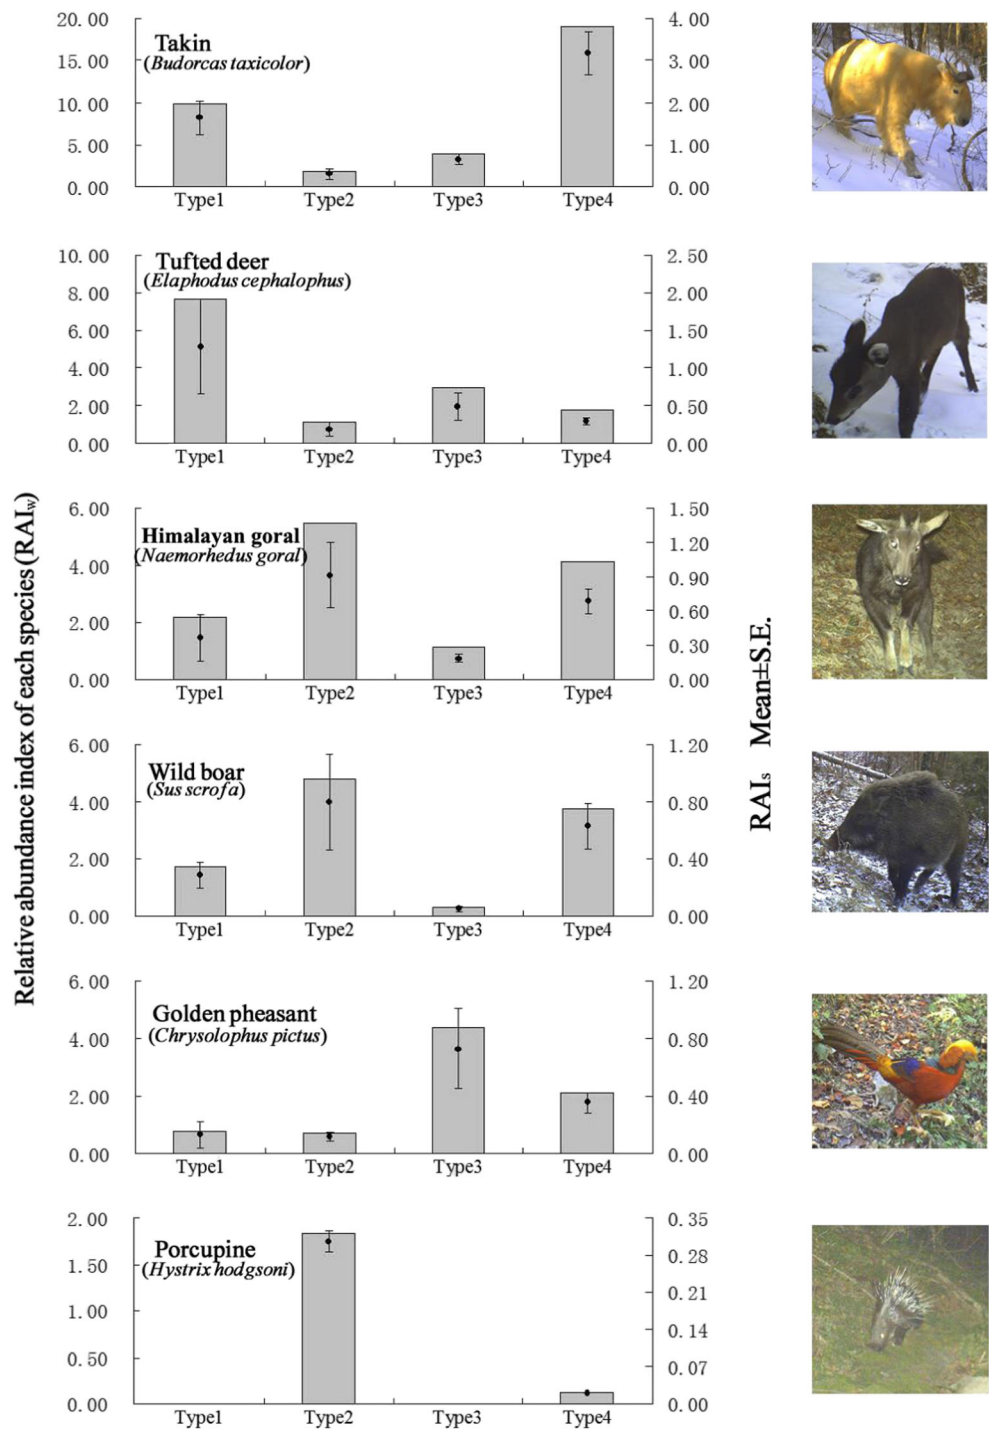 Relative abundance index of each species (RAIw)
RAIs Mean±S.E.
Takin
(Budorcas taxicolor)
20.00
15.00
10.00
5.00
0.00
4.00
3.00
2.00
1.00
0.00
Type1 Type2 Type3 Type4
Tufted deer
(Elaphodus cephalophus)
10.00
8.00
6.00
4.00
2.00
0.00
2.50
2.00
1.50
1.00
0.50
0.00
Type1 Type2 Type3 Type4
Himalayan goral
(Naemorhedus goral)
6.00
4.00
2.00
0.00
1.50
1.20
0.90
0.60
0.30
0.00
Type1 Type2 Type3 Type4
Wild boar
(Sus scrofa)
6.00
4.00
2.00
0.00
1.20
0.80
0.40
0.00
Type1 Type2 Type3 Type4
Golden pheasant
(Chrysolophus pictus)
6.00
4.00
2.00
0.00
1.20
0.80
0.40
0.00
Type1 Type2 Type3 Type4
Porcupine
(Hystrix hodgsoni)
2.00
1.50
1.00
0.50
0.00
0.35
0.28
0.21
0.14
0.07
0.00
Type1 Type2 Type3 Type4